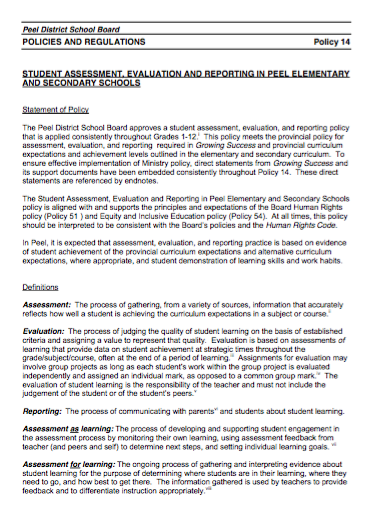 Peel District School Board
POLICIES AND REGULATIONS Policy 14
STUDENT ASSESSMENT, EVALUATION AND REPORTING IN PEEL ELEMENTARY
AND SECONDARY SCHOOLS
Statement of Policy
The Peel District School Board approves a student assessment, evaluation, and reporting policy
that is applied consistently throughout Grades 1-12.i This policy meets the provincial policy for
assessment, evaluation, and reporting required in Growing Success and provincial curriculum
expectations and achievement levels outlined in the elementary and secondary curriculum. To
ensure effective implementation of Ministry policy, direct statements from Growing Success and
its support documents have been embedded consistently throughout Policy 14. These direct
statements are referenced by endnotes.
The Student Assessment, Evaluation and Reporting in Peel Elementary and Secondary Schools
policy is aligned with and supports the principles and expectations of the Board Human Rights
policy (Policy 51 ) and Equity and Inclusive Education policy (Policy 54). At all times, this policy
should be interpreted to be consistent with the Board's policies and the Human Rights Code.
In Peel, it is expected that assessment, evaluation, and reporting practice is based on evidence
of student achievement of the provincial curriculum expectations and alternative curriculum
expectations, where appropriate, and student demonstration of learning skills and work habits.
Definitions
Assessment: The process of gathering, from a variety of sources, information that accurately
reflects how well a student is achieving the curriculum expectations in a subject or course.ii
Evaluation: The process of judging the quality of student learning on the basis of established
criteria and assigning a value to represent that quality. Evaluation is based on assessments of
learning that provide data on student achievement at strategic times throughout the
grade/subject/course, often at the end of a period of learning.iii Assignments for evaluation may
involve group projects as long as each student's work within the group project is evaluated
independently and assigned an individual mark, as opposed to a common group mark.iv The
evaluation of student learning is the responsibility of the teacher and must not include the
judgement of the student or of the student's peers.v
Reporting: The process of communicating with parentsvi and students about student learning.
Assessment as learning: The process of developing and supporting student engagement in
the assessment process by monitoring their own learning, using assessment feedback from
teacher (and peers and self) to determine next steps, and setting individual learning goals. vii
Assessment for learning: The ongoing process of gathering and interpreting evidence about
student learning for the purpose of determining where students are in their learning, where they
need to go, and how best to get there. The information gathered is used by teachers to provide
feedback and to differentiate instruction appropriately.viii